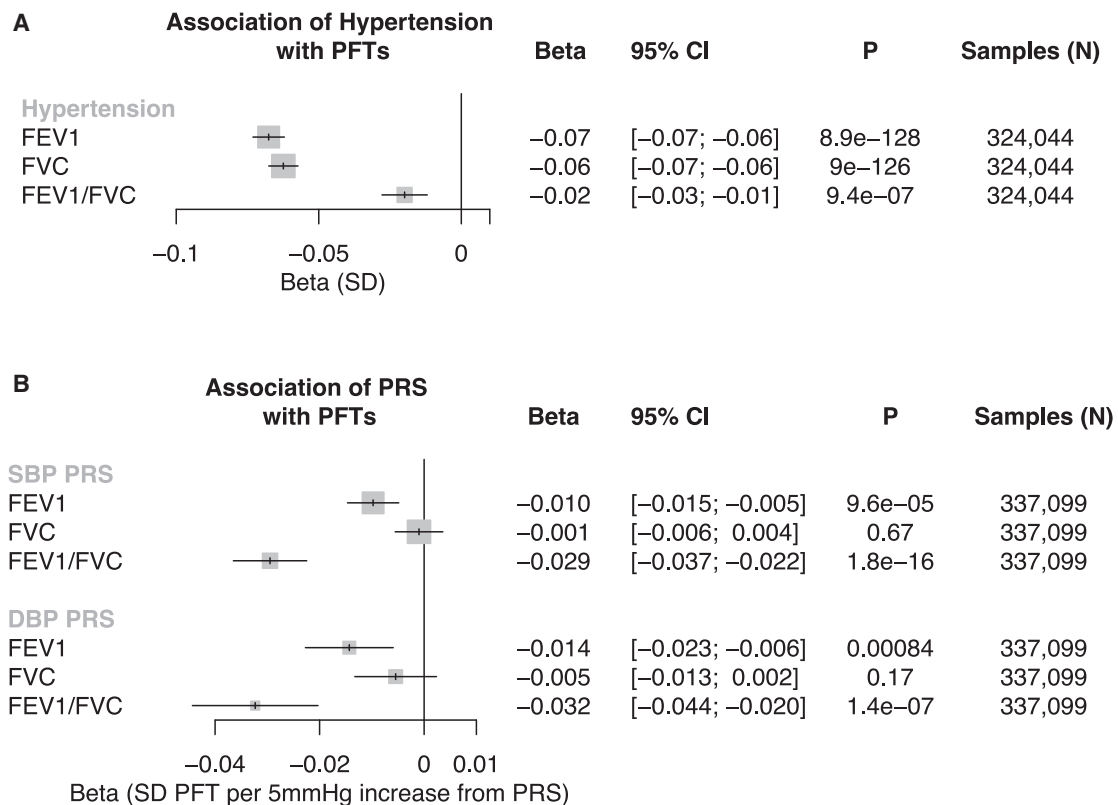 A
Association of Hypertension
with PFTs
Beta 95% CI P Samples (N)
Hypertension
FEV1 −0.07 [−0.07; −0.06] 8.9e−128 324,044
FVC −0.06 [−0.07; −0.06] 9e−126 324,044
FEV1/FVC −0.02 [−0.03; −0.01] 9.4e−07 324,044
−0.1 −0.05 0
Beta (SD)
B
Association of PRS
with PFTs
Beta 95% CI P Samples (N)
SBP PRS
FEV1 −0.010 [−0.015; −0.005] 9.6e−05 337,099
FVC −0.001 [−0.006; 0.004] 0.67 337,099
FEV1/FVC −0.029 [−0.037; −0.022] 1.8e−16 337,099
DBP PRS
FEV1 −0.014 [−0.023; −0.006] 0.00084 337,099
FVC −0.005 [−0.013; 0.002] 0.17 337,099
FEV1/FVC −0.032 [−0.044; −0.020] 1.4e−07 337,099
−0.04 −0.02 0 0.01
Beta (SD PFT per 5mmHg increase from PRS)